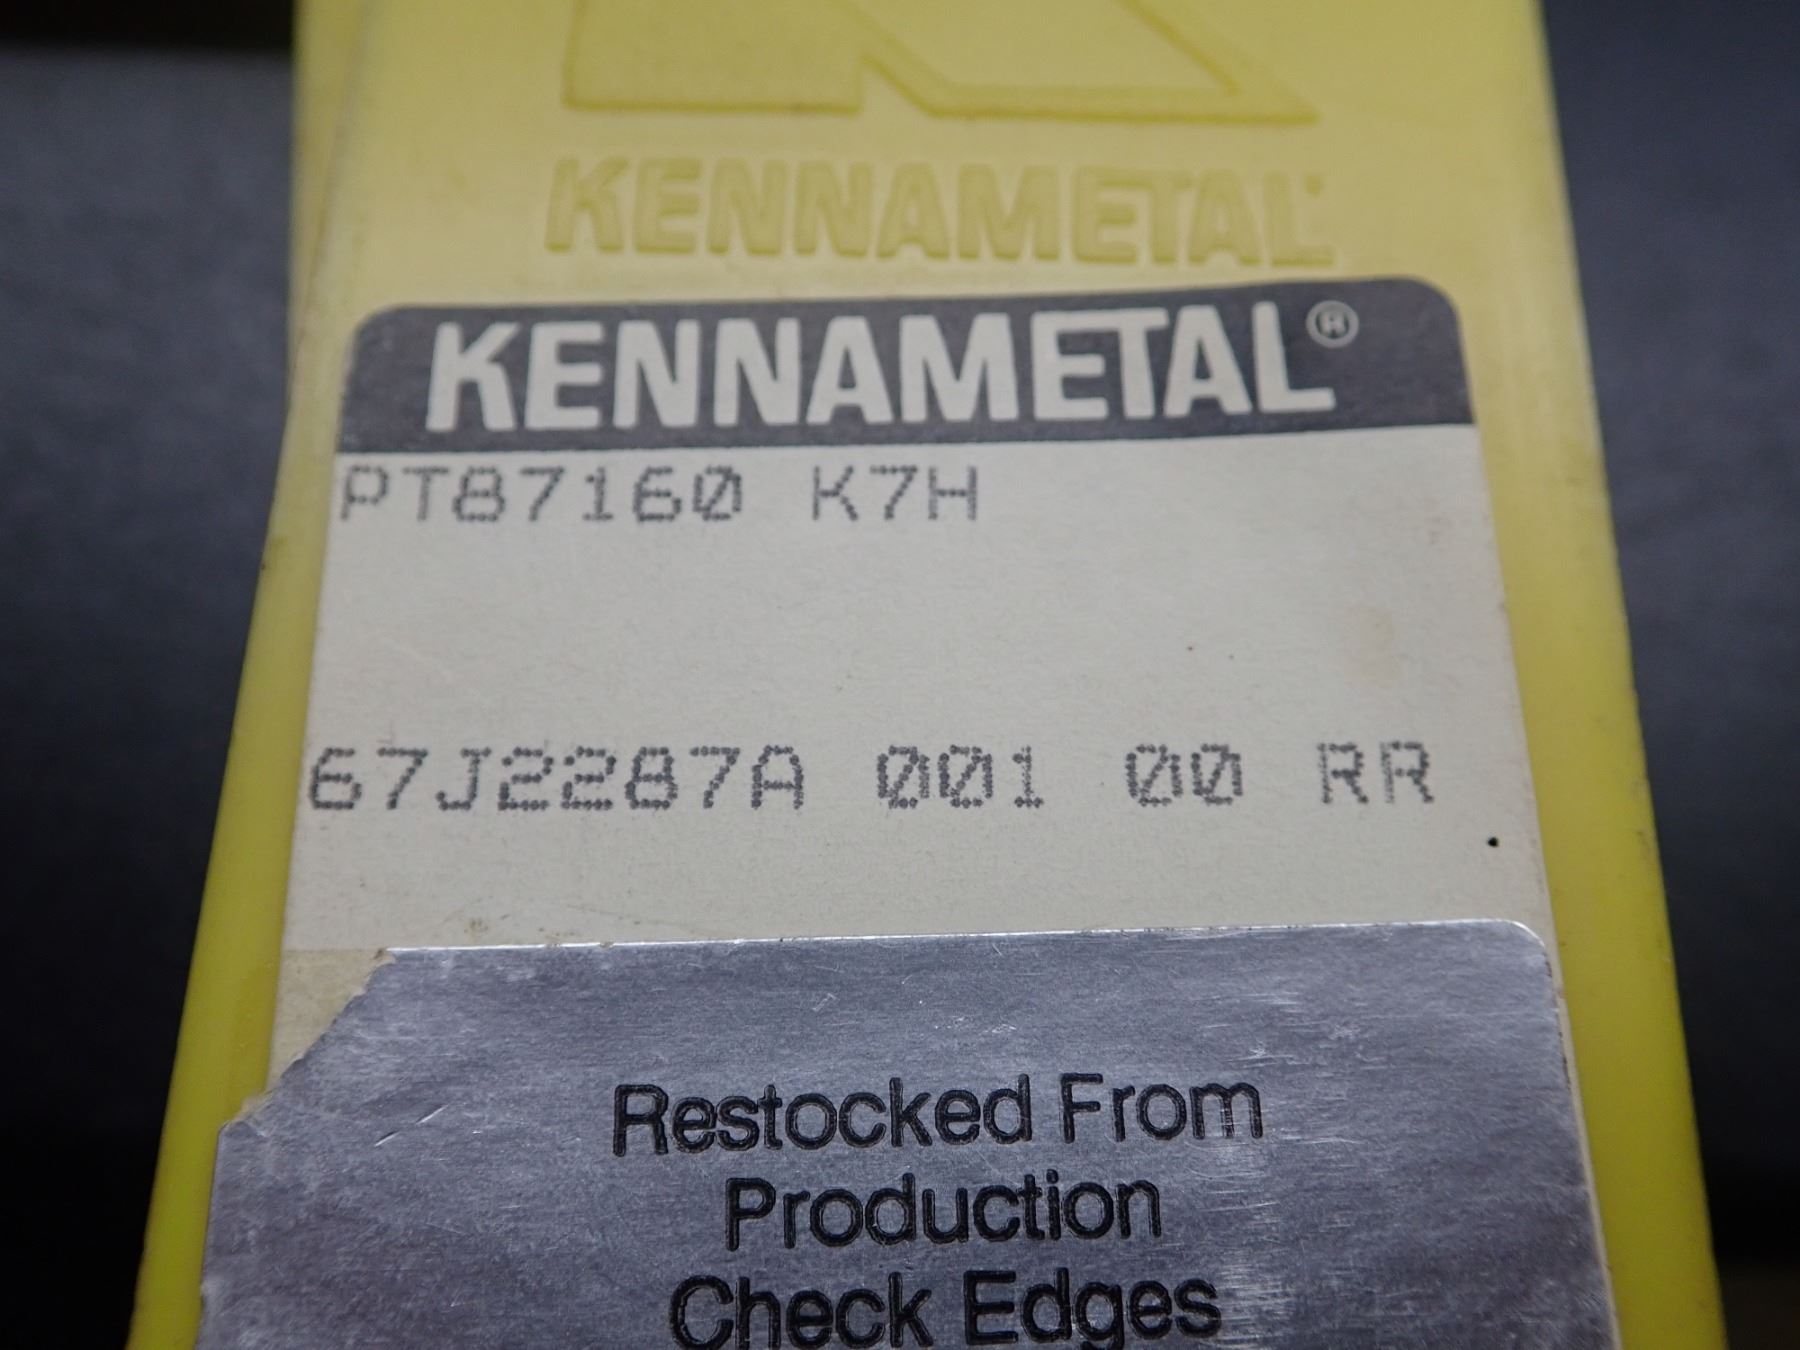 KENNAMETAL
KENNAMETAL®
PT87160 K7H
67J2287A 001 00 RR
Restocked From
Production
Check Edges